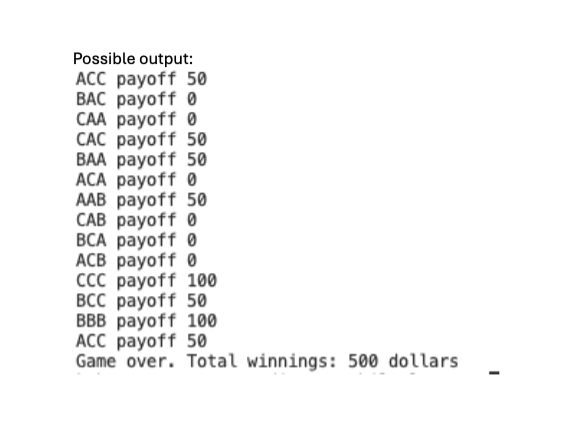 Possible output:
ACC payoff 50
BAC payoff 0
CAA payoff 0
CAC payoff 50
BAA payoff 50
ACA payoff 0
AAB payoff 50
CAB payoff 0
BCA payoff 0
ACB payoff 0
CCC payoff 100
BCC payoff 50
BBB payoff 100
ACC payoff 50
Game over. Total winnings: 500 dollars